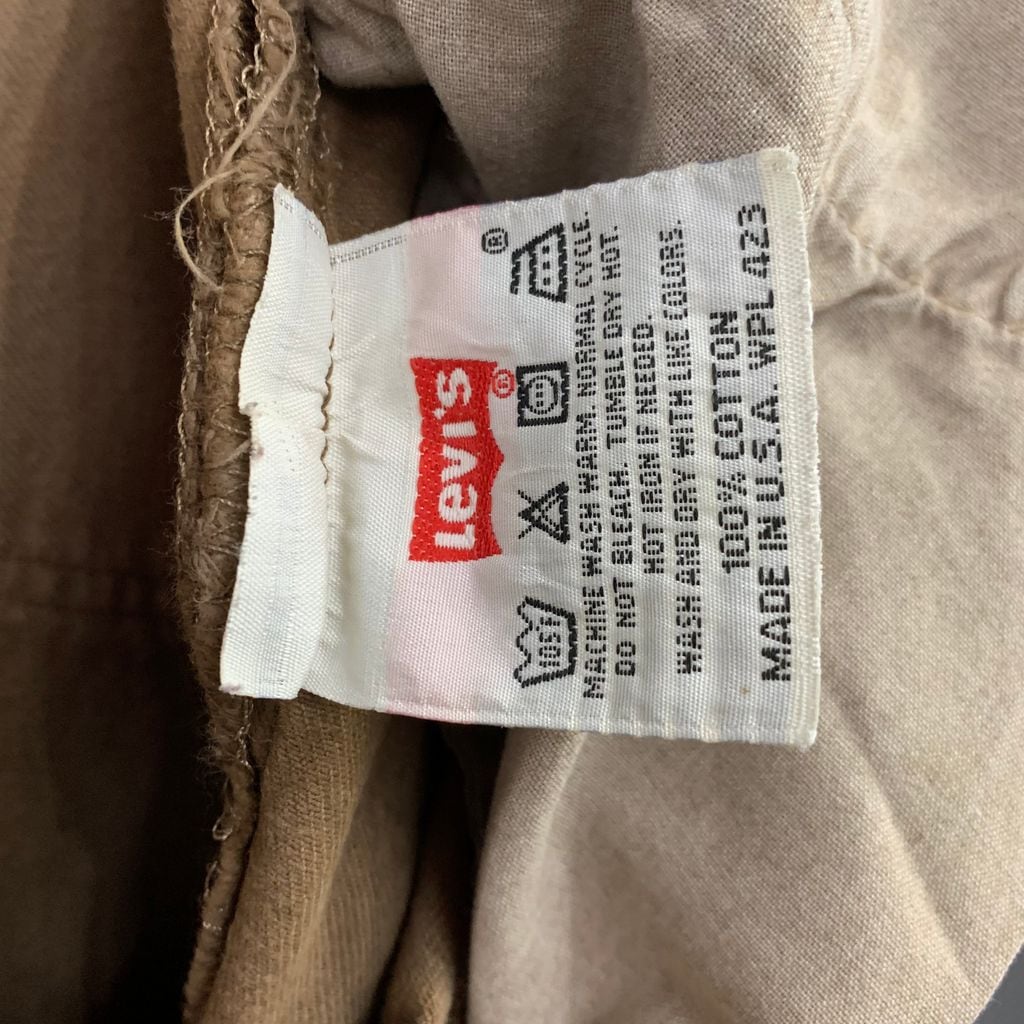 Levi's®
105°
®
MACHINE WASH WARM NORMAL CYCLE.
DO NOT BLEACH. TUMBLE DRY HOT.
HOT IRON IF NEEDED.
WASH AND DRY WITH LIKE COLORS.
100% COTTON
MADE IN U.S.A. WPL 423